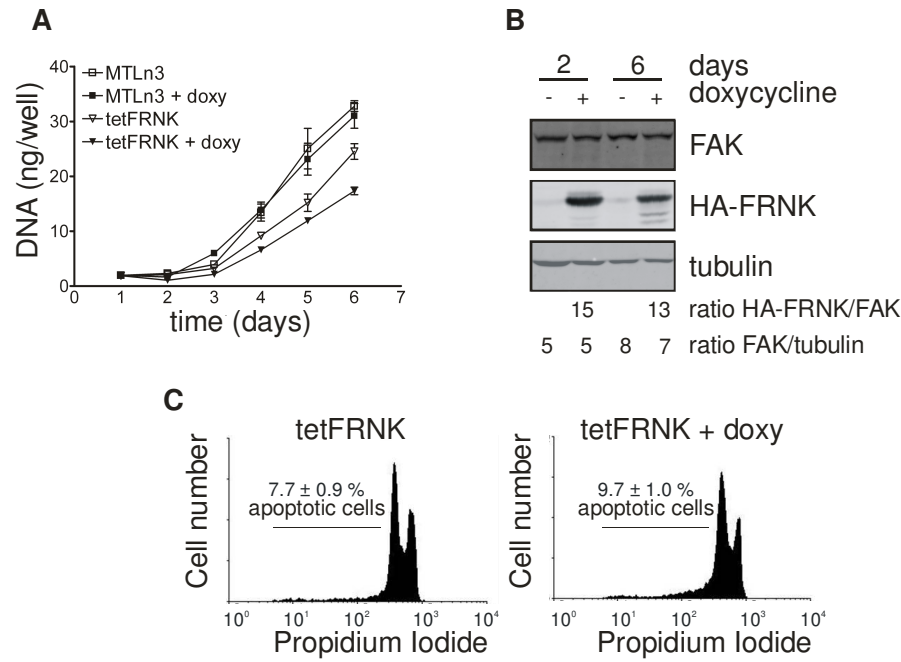 A
40
30
20
10
0
DNA (ng/well)
MTLn3
MTLn3 + doxy
tetFRNK
tetFRNK + doxy
0 1 2 3 4 5 6 7
time (days)
B
2 6 days
- + - + doxycycline
FAK
HA-FRNK
tubulin
15 13 ratio HA-FRNK/FAK
5 5 8 7 ratio FAK/tubulin
C
tetFRNK
Cell number
7.7 ± 0.9 %
apoptotic cells
10⁰ 10¹ 10² 10³ 10⁴
Propidium Iodide
tetFRNK + doxy
Cell number
9.7 ± 1.0 %
apoptotic cells
10⁰ 10¹ 10² 10³ 10⁴
Propidium Iodide